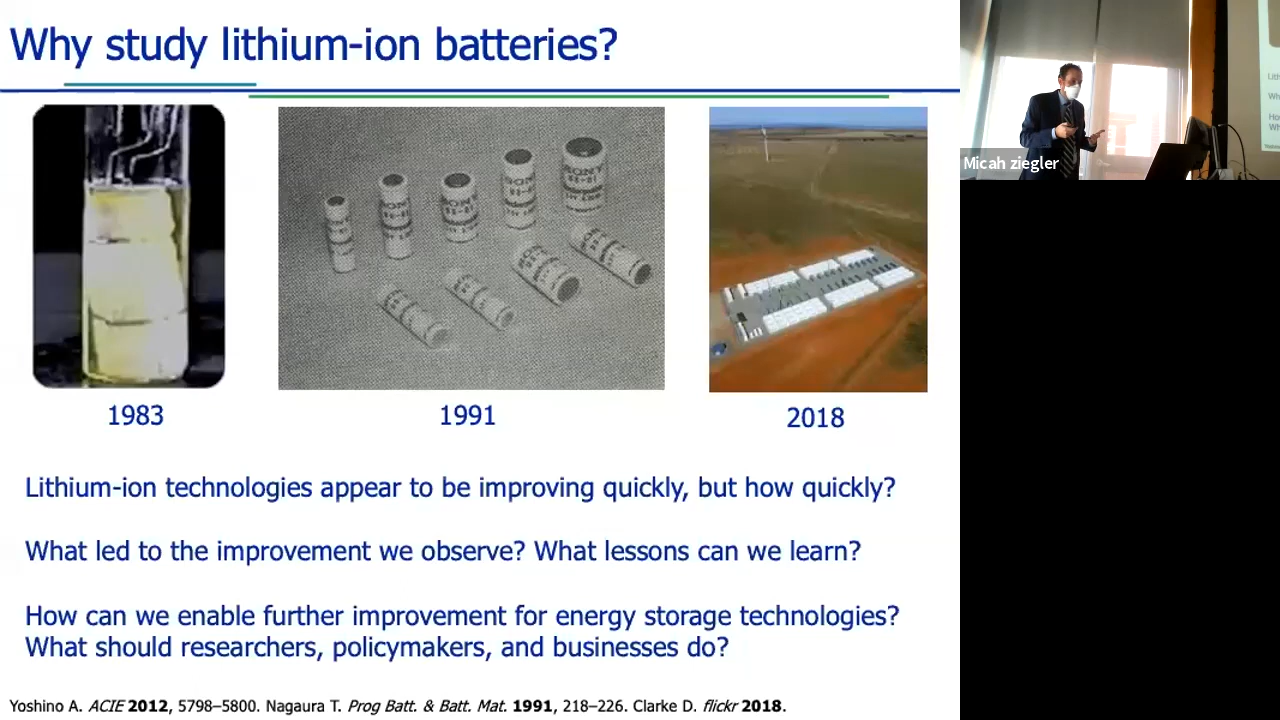 Why study lithium-ion batteries?
Micah ziegler
SONY
1983
1991
2018
Lithium-ion technologies appear to be improving quickly, but how quickly?
What led to the improvement we observe? What lessons can we learn?
How can we enable further improvement for energy storage technologies?
What should researchers, policymakers, and businesses do?
Yoshino A. ACIE 2012, 5798–5800. Nagaura T. Prog Batt. & Batt. Mat. 1991, 218–226. Clarke D. flickr 2018.